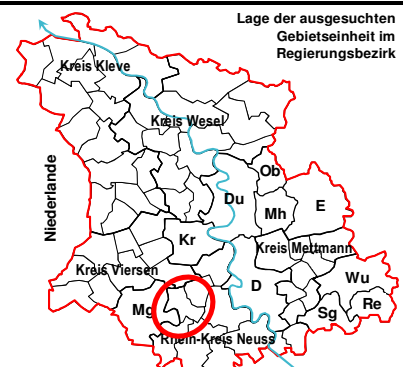 Lage der ausgesuchten
Gebietseinheit im
Regierungsbezirk
Kreis Kleve
Kreis Wesel
Niederlande
Ob
Du
Mh
E
Kr
Kreis Mettmann
Kreis Viersen
Wu
Mg
D
Sg
Re
Rhein-Kreis Neuss